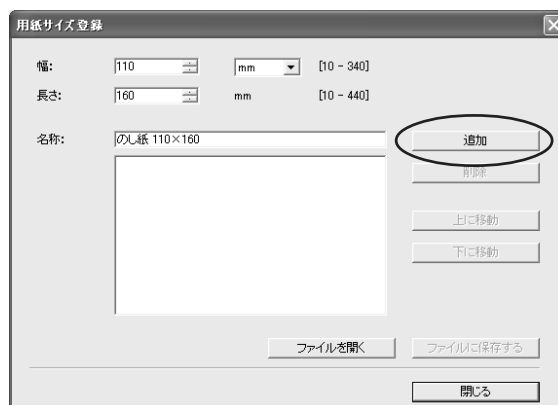 用紙サイズ登録
幅: 110 mm [10 - 340]
長さ: 160 mm [10 - 440]
名称: のし紙 110×160 追加
削除
上に移動
下に移動
ファイルを開く ファイルに保存する
閉じる